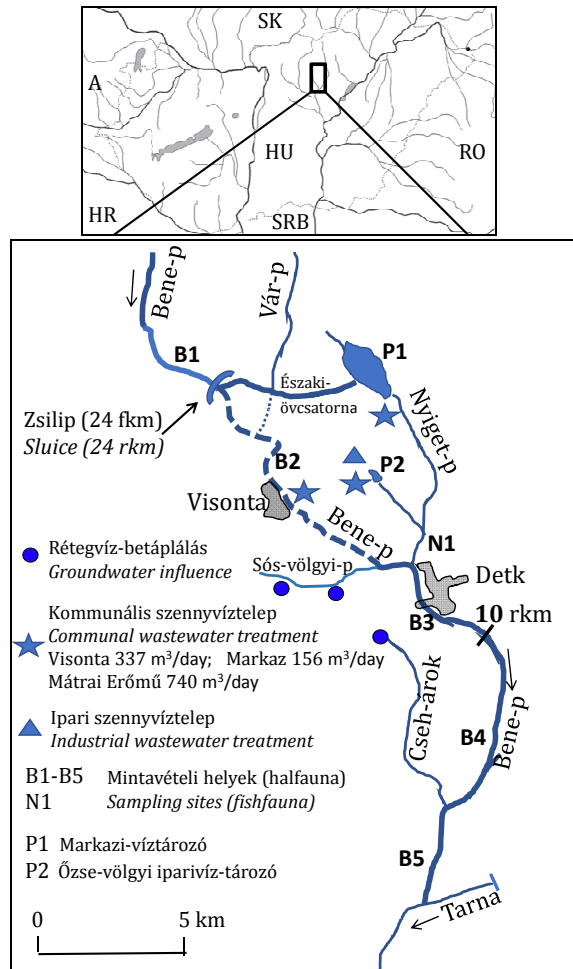 SK
A
HU
RO
HR
SRB
Bene-p
Vár-p
B1
P1
Északi-
övcsatorna
Nyiget-p
Zsilip (24 fkm)
Sluice (24 rkm)
B2
P2
Visonta
Bene-p
N1
Sós-völgyi-p
Detk
B3
10 rkm
Rétegvíz-betáplálás
Groundwater influence
Kommunális szennyvíztelep
Communal wastewater treatment
Visonta 337 m³/day; Markaz 156 m³/day
Mátrai Erőmű 740 m³/day
Cseh-árok
B4
Bene-p
Ipari szennyvíztelep
Industrial wastewater treatment
B1-B5 Mintavételi helyek (halfauna)
N1 Sampling sites (fishfauna)
P1 Markazi-víztározó
P2 Őzse-völgyi iparivíz-tározó
B5
Tarna
0 5 km